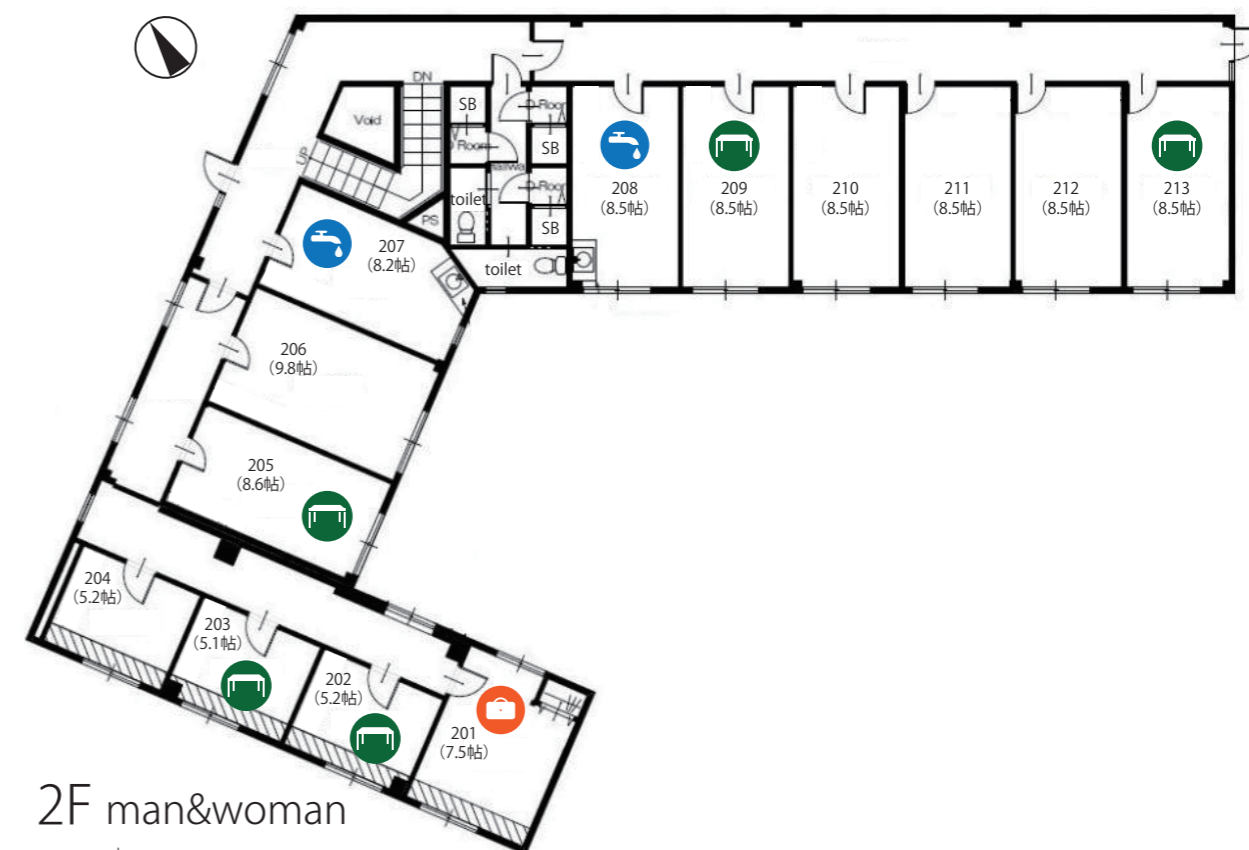 DN
SB
Room
SB
Void
Room
UP
toilet
Room
PS
SB
toilet
207
(8.2帖)
208
(8.5帖)
209
(8.5帖)
210
(8.5帖)
211
(8.5帖)
212
(8.5帖)
213
(8.5帖)
206
(9.8帖)
205
(8.6帖)
204
(5.2帖)
203
(5.1帖)
202
(5.2帖)
201
(7.5帖)
2F man&woman